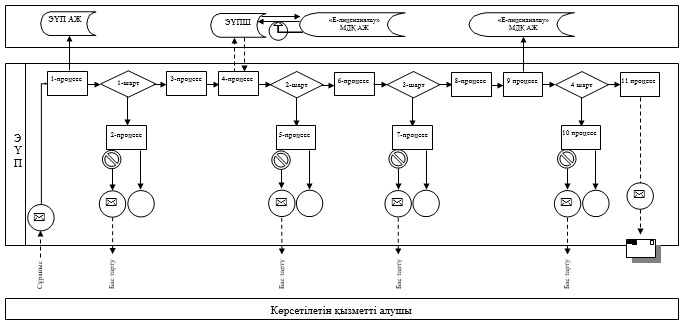 ЭҮП АЖ
ЭҮПШ
«Е-лицензиялау»
МДҚ АЖ
«Е-лицензиялау»
МДҚ АЖ
Э
Ү
П
1-процесс
1-шарт
3-процесс
4-процесс
2-шарт
6-процесс
3-шарт
8-процесс
9 процесс
4 шарт
11 процесс
2-процесс
5-процесс
7-процесс
10 процесс
Сұраныс
Бас тарту
Бас тарту
Бас тарту
Бас тарту
Көрсетілетін қызметті алушы